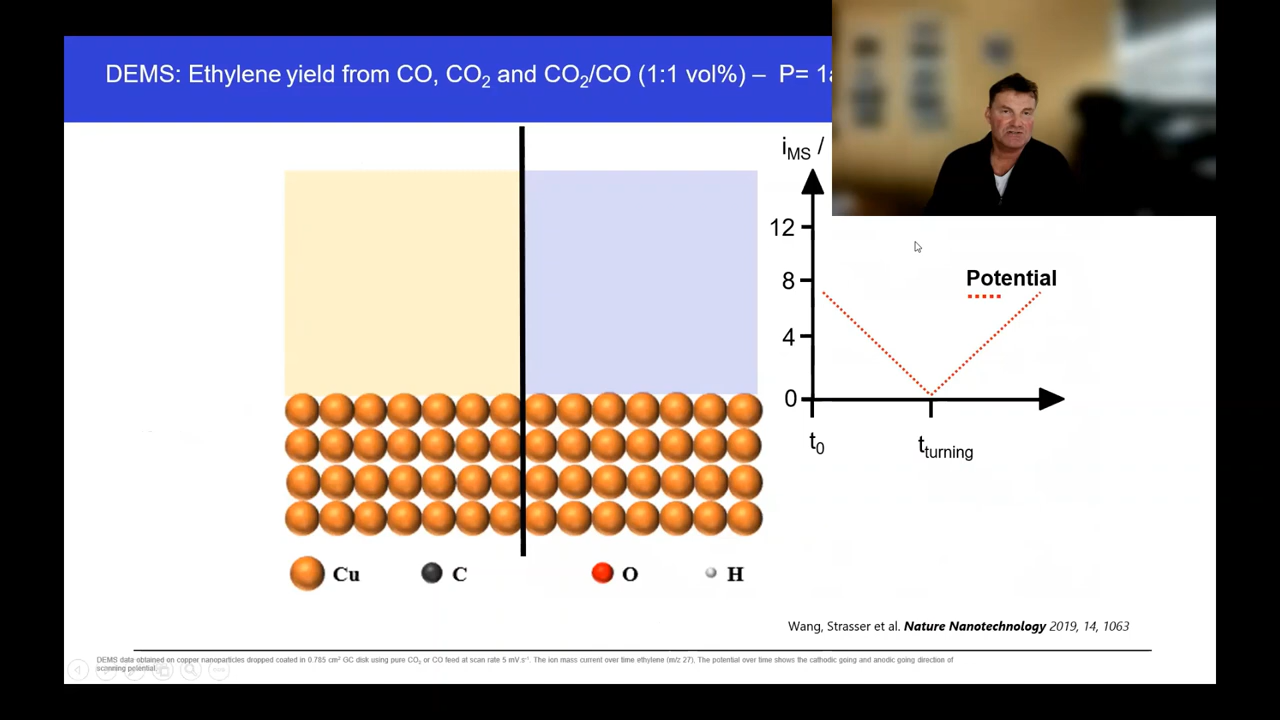 DEMS: Ethylene yield from CO, CO₂ and CO₂/CO (1:1 vol%) – P= 1
i_MS /
12
8
4
0
Potential
t₀
t_turning
Cu
C
O
H
Wang, Strasser et al. Nature Nanotechnology 2019, 14, 1063
DEMS data obtained on copper nanoparticles dropped coated in 0.785 cm² GC disk using pure CO₂ or CO feed at scan rate 5 mV.s⁻¹. The ion mass current over time ethylene (m/z 27), The potential over time shows the cathodic going and anodic going direction of
scanning potential.